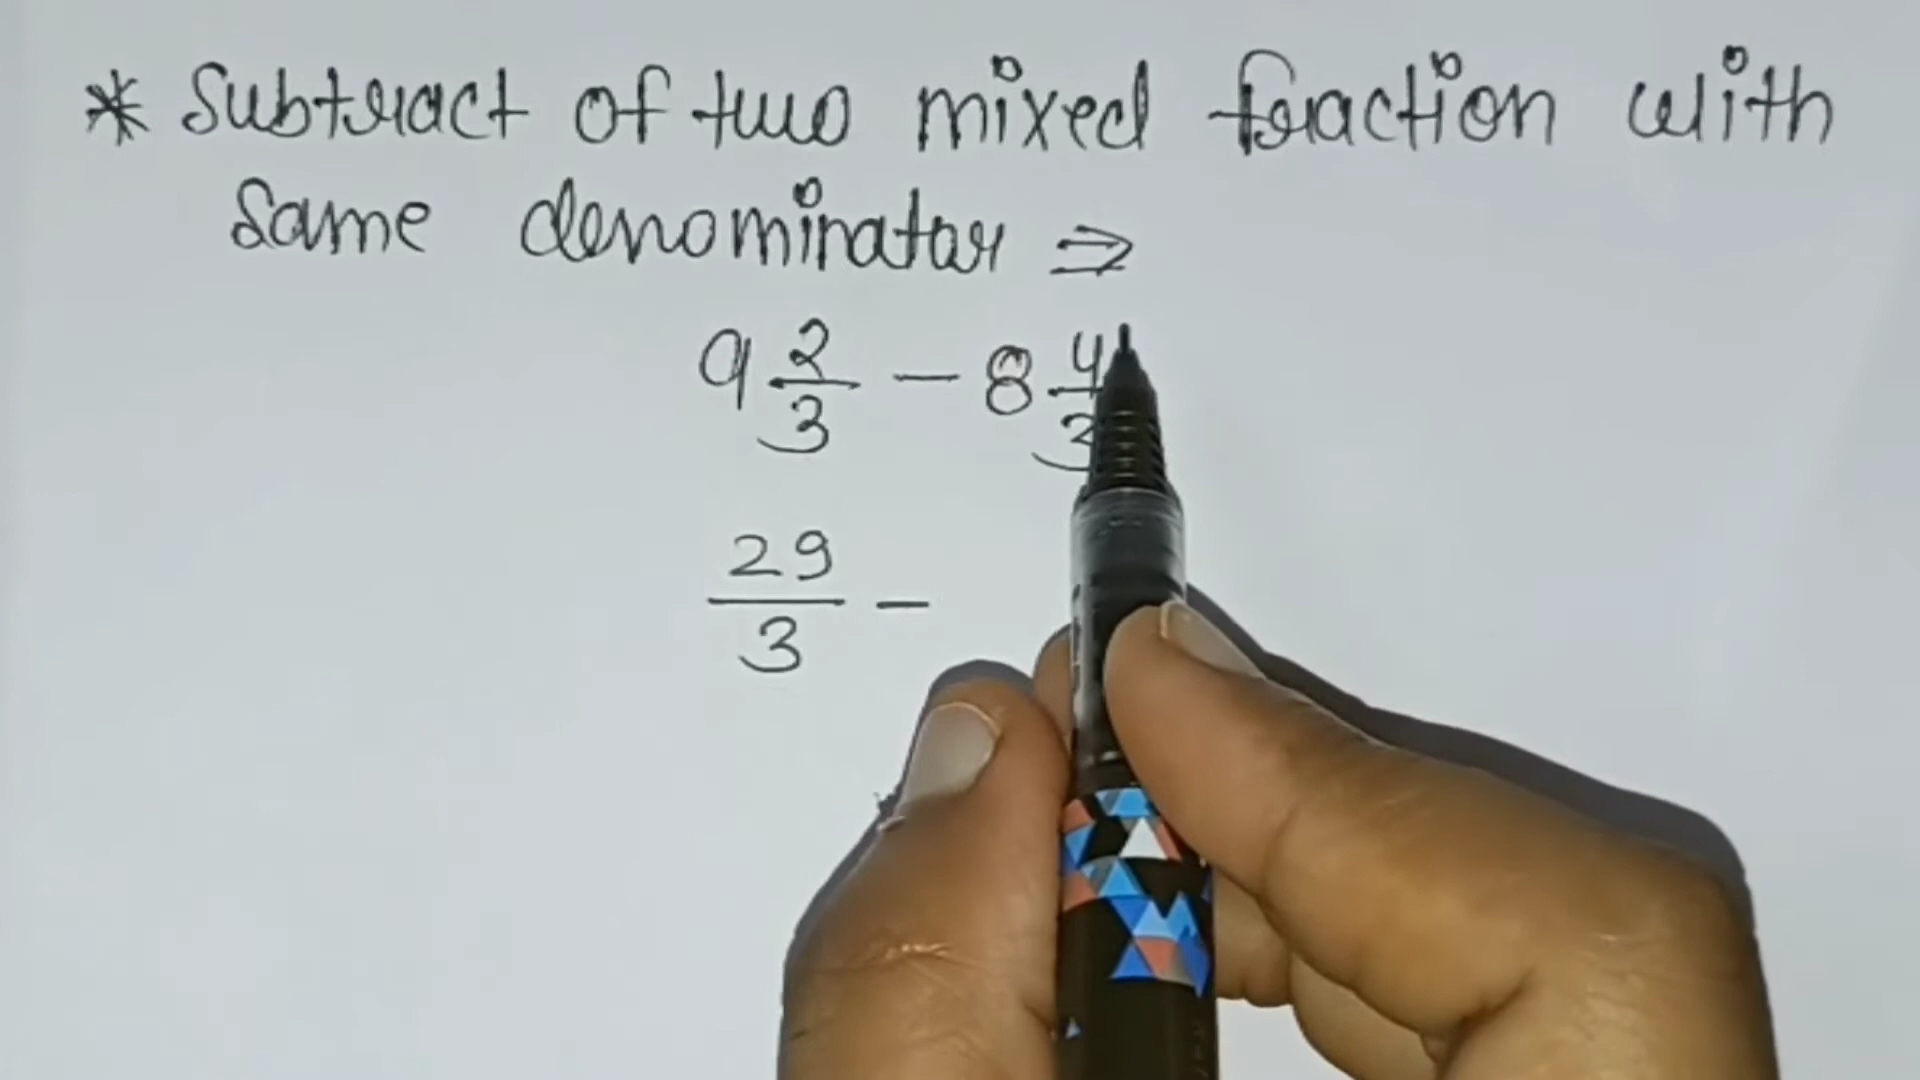 * Subtract of two mixed fraction with
same denominator ⇒
9 2/3 - 8 4/3
29/3 -